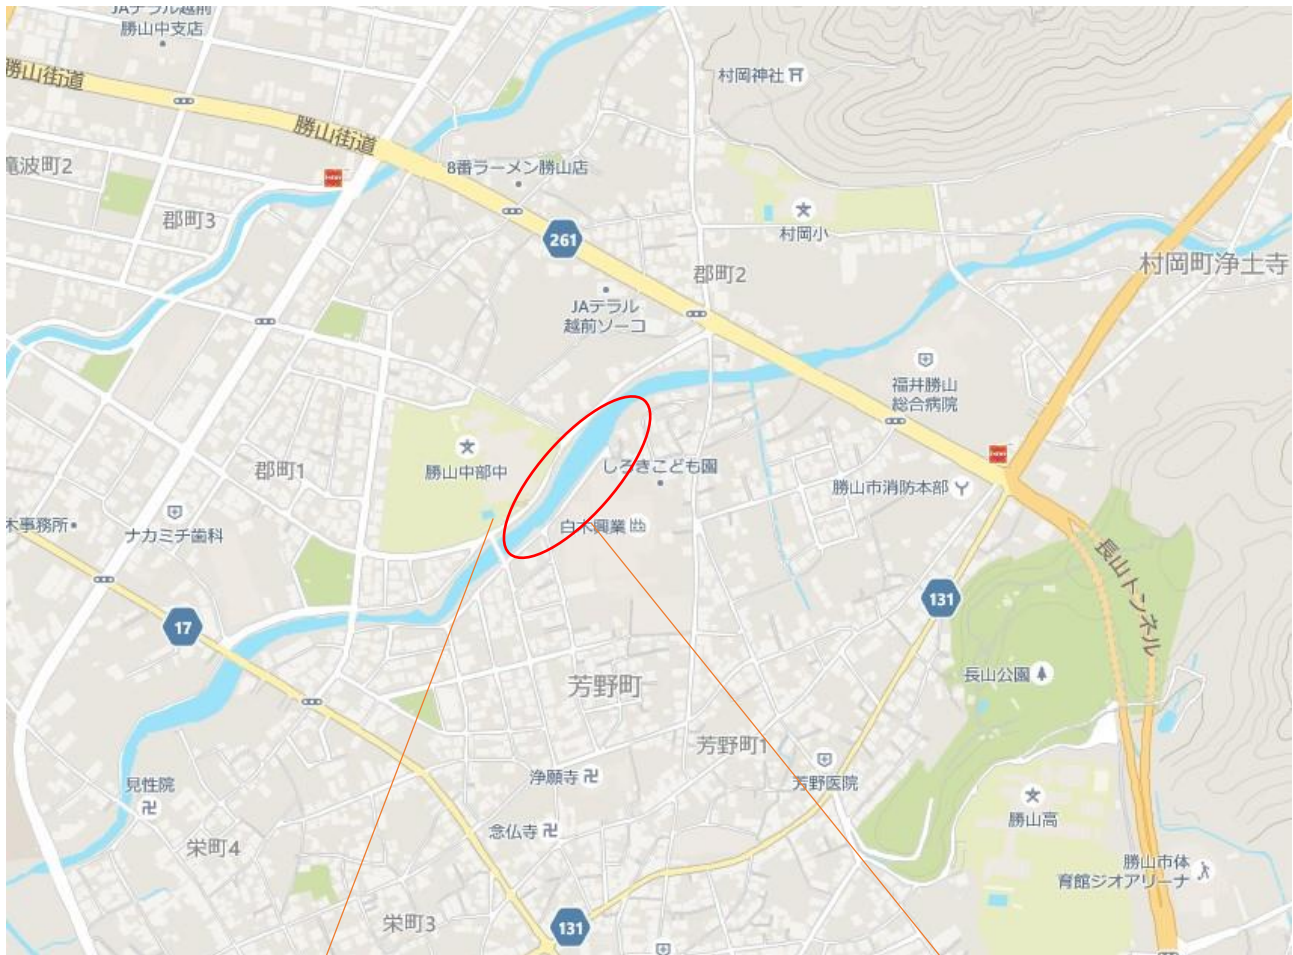 JAテラル越前
勝山中支店
村岡神社
勝山街道
勝山街道
8番ラーメン勝山店
滝波町2
郡町3
村岡小
261
郡町2
村岡町浄土寺
JAテラル
越前ソーコ
福井勝山
総合病院
勝山中部中
郡町1
しろきこども園
勝山市消防本部
木事務所
ナカミチ歯科
白木興業
長山トンネル
131
17
長山公園
芳野町
芳野町1
浄願寺
芳野医院
見性院
勝山高
念仏寺
栄町4
勝山市体
育館ジオアリーナ
栄町3
131